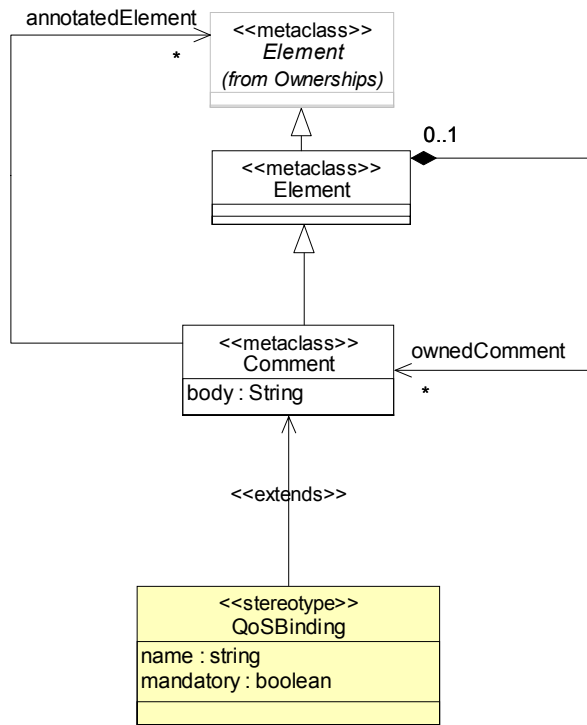 annotatedElement
*
<<metaclass>>
Element
(from Ownerships)
0..1
<<metaclass>>
Element
<<metaclass>>
Comment
body : String
ownedComment
*
<<extends>>
<<stereotype>>
QoSBinding
name : string
mandatory : boolean